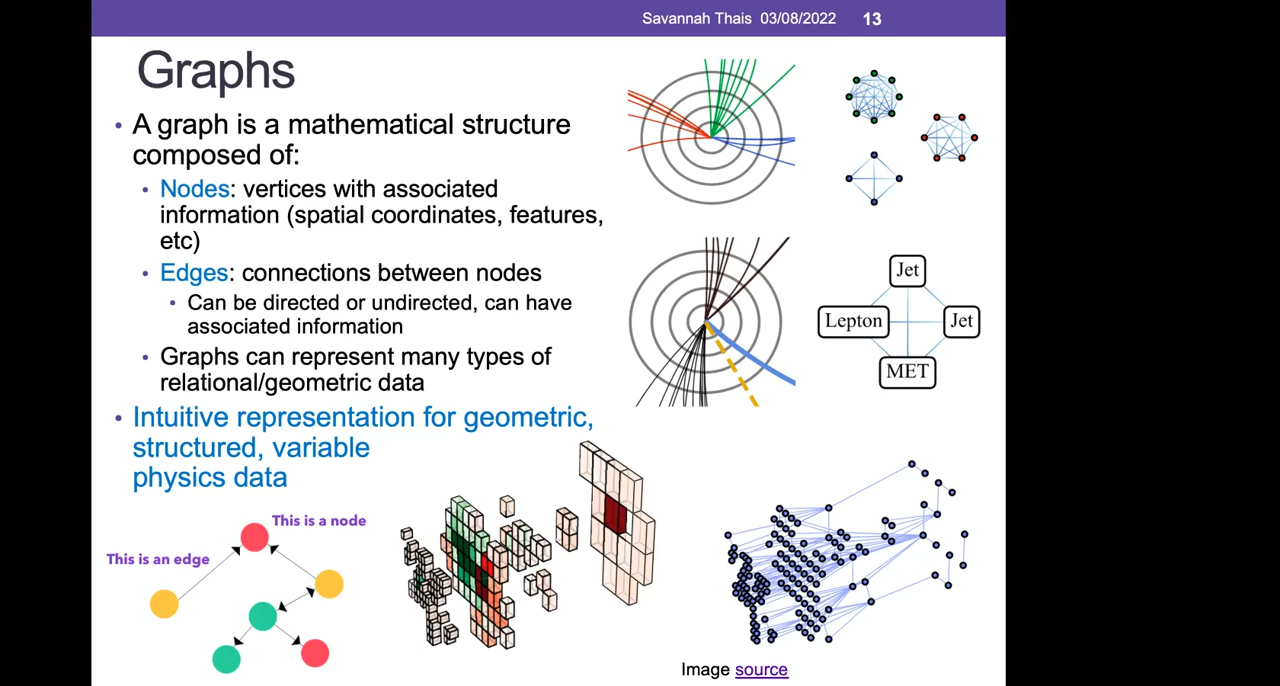 Savannah Thais 03/08/2022 13
Graphs
• A graph is a mathematical structure
composed of:
• Nodes: vertices with associated
information (spatial coordinates, features,
etc)
• Edges: connections between nodes
• Can be directed or undirected, can have
associated information
• Graphs can represent many types of
relational/geometric data
• Intuitive representation for geometric,
structured, variable
physics data
This is a node
This is an edge
Jet
Lepton
Jet
MET
Image source